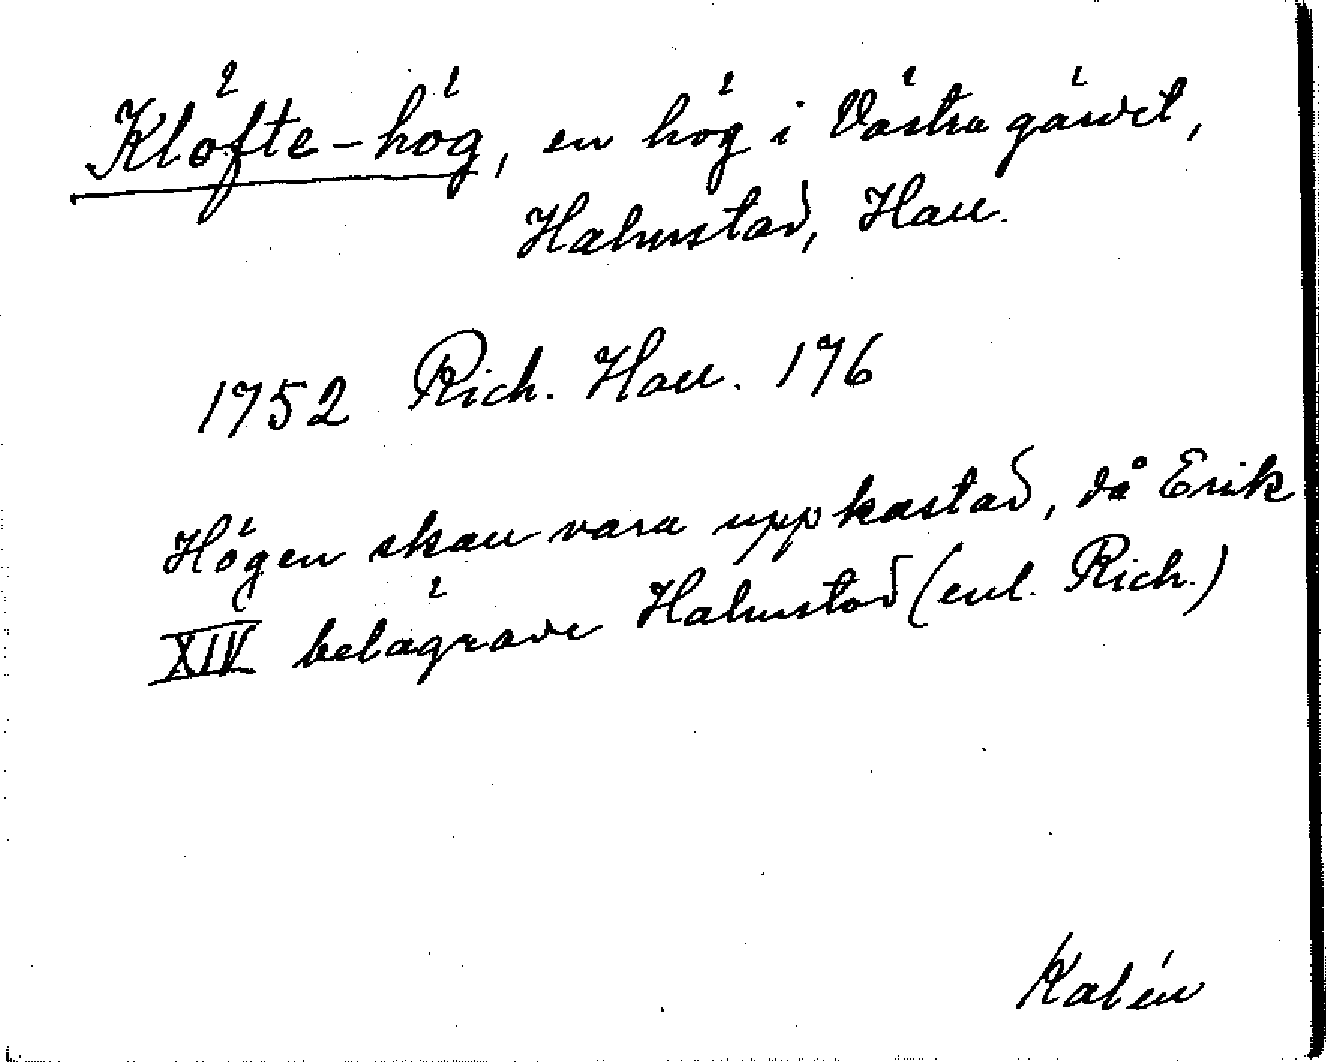 Klöfte-hög, en hög i Västra gärdet,
Halmstad, Hall.
1752 Rich. Hall. 176
Högen skall vara uppkastad, då Erik
XIV belägrade Halmstad (enl. Rich.)
Kalén